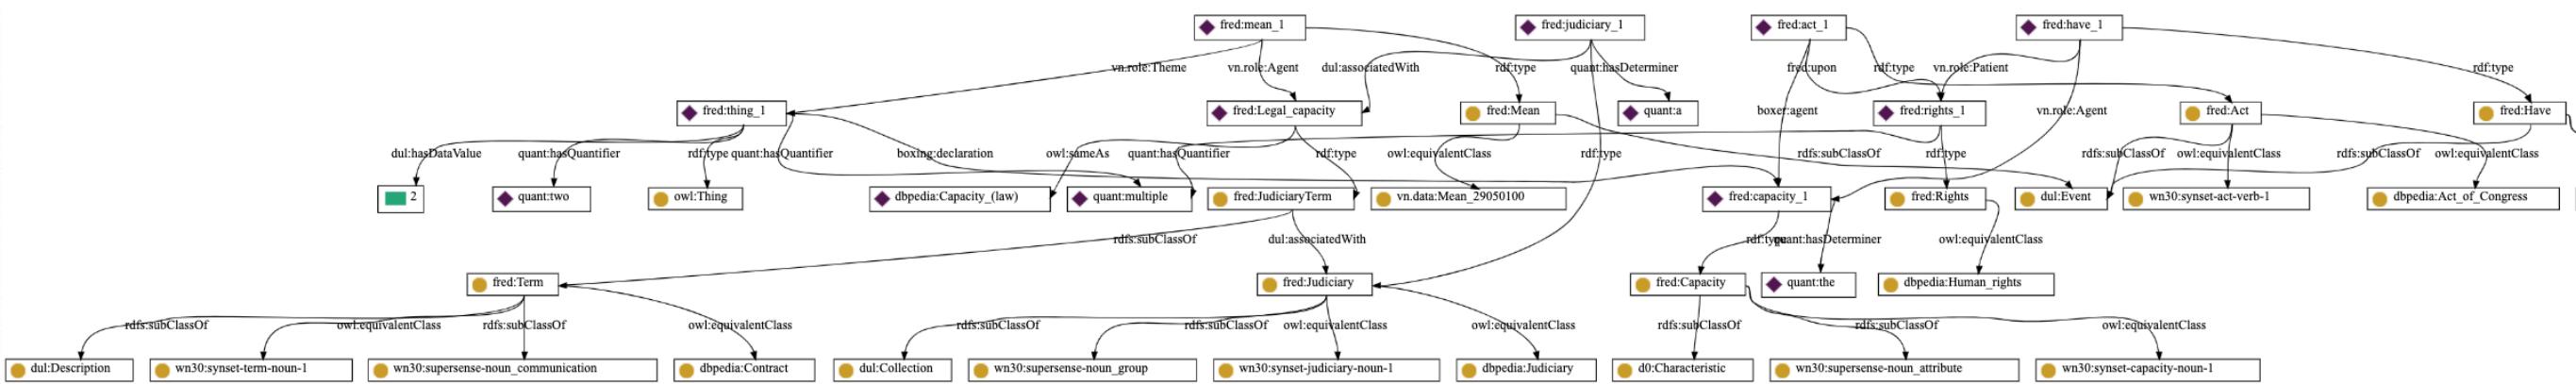 fred:mean_1
fred:judiciary_1
fred:act_1
fred:have_1
vn.role:Theme
vn.role:Agent
dul:associatedWith
rdf:type
quant:hasDeterminer
fred:upon
rdf:type
vn.role:Patient
rdf:type
fred:thing_1
fred:Legal_capacity
fred:Mean
quant:a
boxer:agent
fred:rights_1
vn.role:Agent
fred:Act
fred:Have
dul:hasDataValue
quant:hasQuantifier
rdf:type
quant:hasQuantifier
boxing:declaration
owl:sameAs
quant:hasQuantifier
rdf:type
owl:equivalentClass
rdf:type
rdfs:subClassOf
rdf:type
rdfs:subClassOf
owl:equivalentClass
rdfs:subClassOf
owl:equivalentClass
2
quant:two
owl:Thing
dbpedia:Capacity_(law)
quant:multiple
fred:JudiciaryTerm
vn.data:Mean_29050100
fred:capacity_1
fred:Rights
dul:Event
wn30:synset-act-verb-1
dbpedia:Act_of_Congress
rdfs:subClassOf
dul:associatedWith
rdf:type
quant:hasDeterminer
owl:equivalentClass
fred:Term
fred:Judiciary
fred:Capacity
quant:the
dbpedia:Human_rights
rdfs:subClassOf
owl:equivalentClass
rdfs:subClassOf
owl:equivalentClass
rdfs:subClassOf
rdfs:subClassOf
owl:equivalentClass
owl:equivalentClass
rdfs:subClassOf
rdfs:subClassOf
owl:equivalentClass
dul:Description
wn30:synset-term-noun-1
wn30:supersense-noun_communication
dbpedia:Contract
dul:Collection
wn30:supersense-noun_group
wn30:synset-judiciary-noun-1
dbpedia:Judiciary
d0:Characteristic
wn30:supersense-noun_attribute
wn30:synset-capacity-noun-1